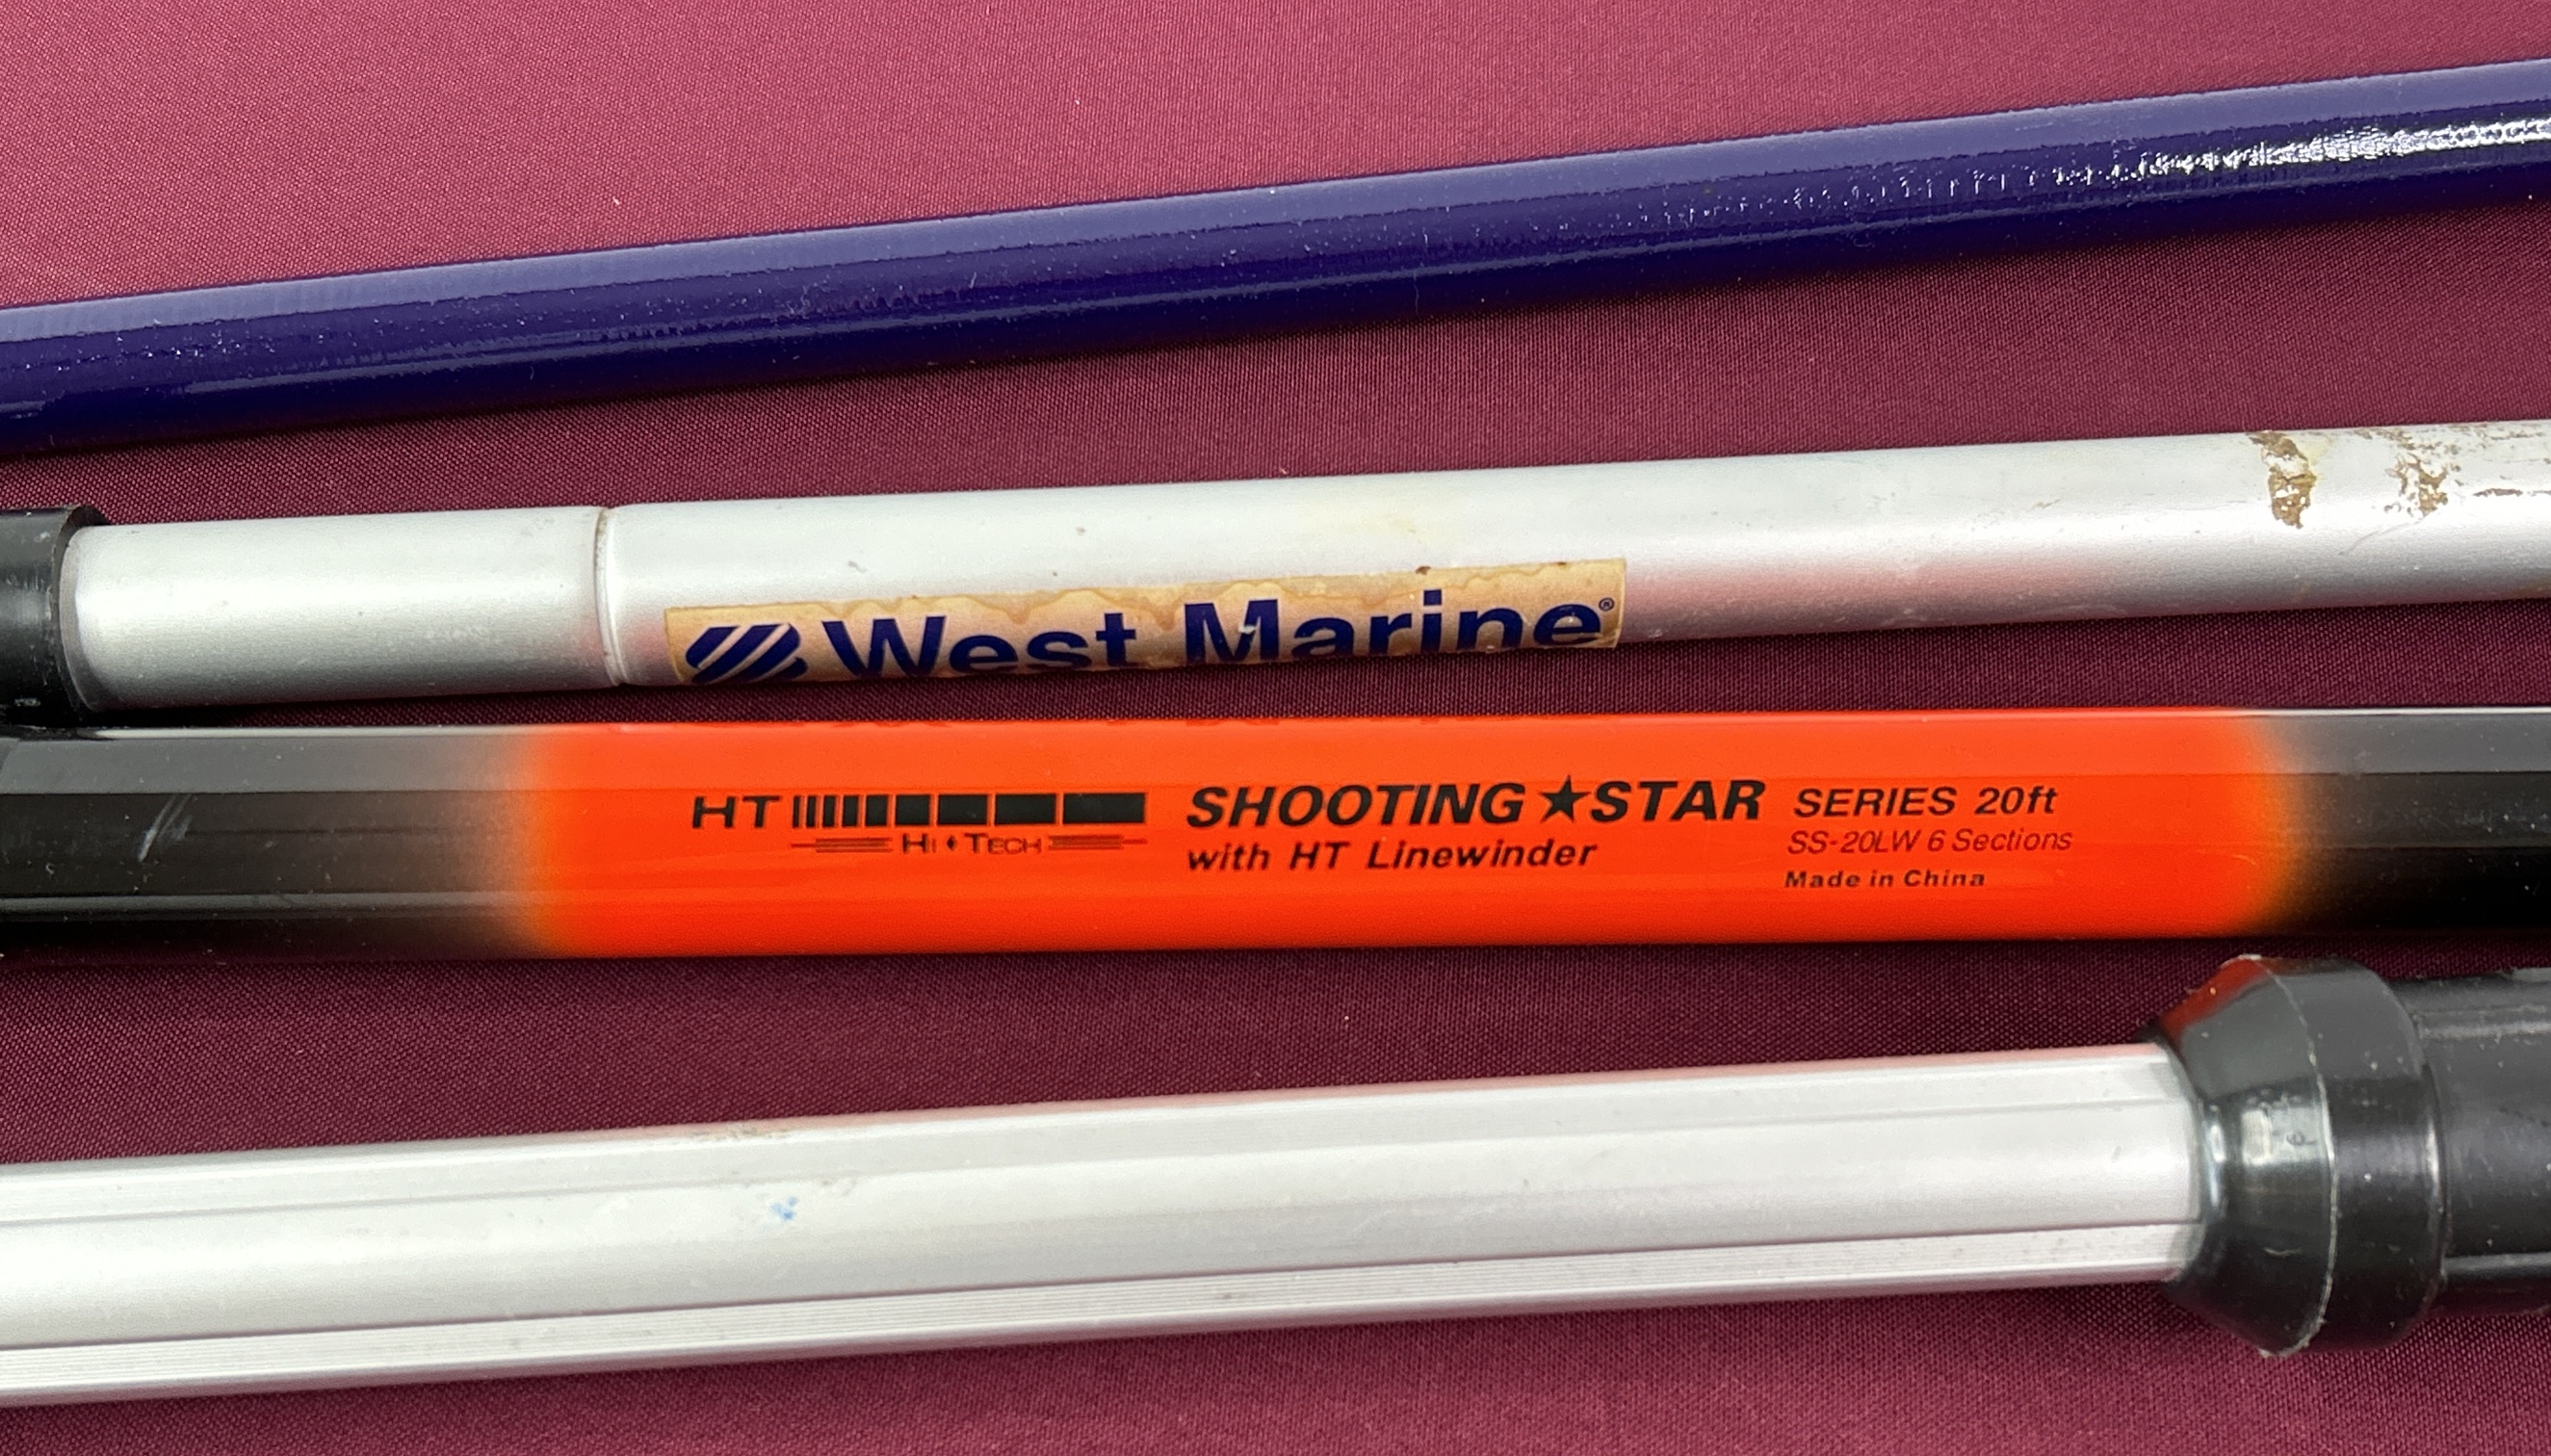 West Marine®
HT
HI♦TECH
SHOOTING★STAR SERIES 20ft
with HT Linewinder
SS-20LW 6 Sections
Made in China